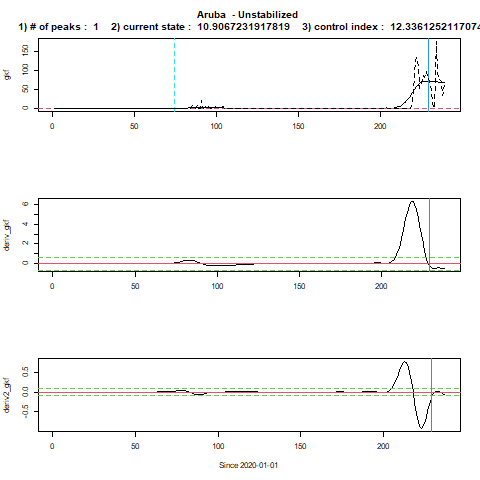 Aruba - Unstabilized
1) # of peaks : 1 2) current state : 10.9067231917819 3) control index : 12.3361252117074
gkf
0 50 100 150
0 50 100 150 200
deriv_gkf
0 2 4 6
0 50 100 150 200
deriv2_gkf
-0.5 0.0 0.5
0 50 100 150 200
Since 2020-01-01